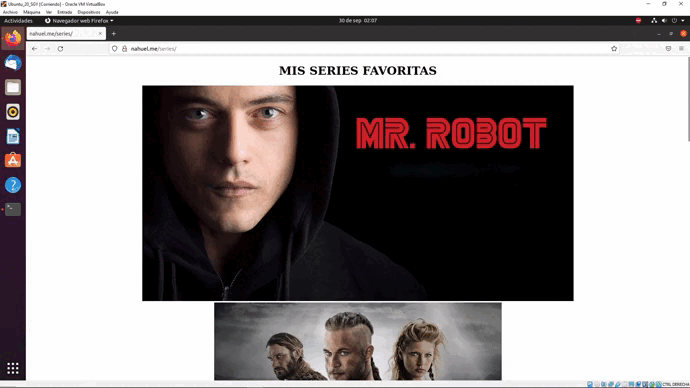 Ubuntu_20_SGY [Corriendo] - Oracle VM VirtualBox
Archivo Máquina Ver Entrada Dispositivos Ayuda
Actividades Navegador web Firefox 30 de sep 02:07
nahuel.me/series/
nahuel.me/series/
MIS SERIES FAVORITAS
MR. ROBOT
CTRL DERECHA